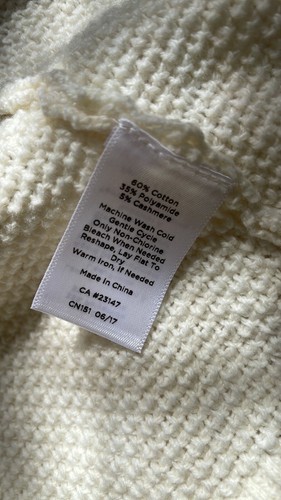 60% Cotton
35% Polyamide
5% Cashmere
Machine Wash Cold
Gentle Cycle
Only Non-Chlorine
Bleach When Needed
Reshape, Lay Flat To
Dry
Warm Iron, If Needed
Made in China
CA #23147
CN151 06/17